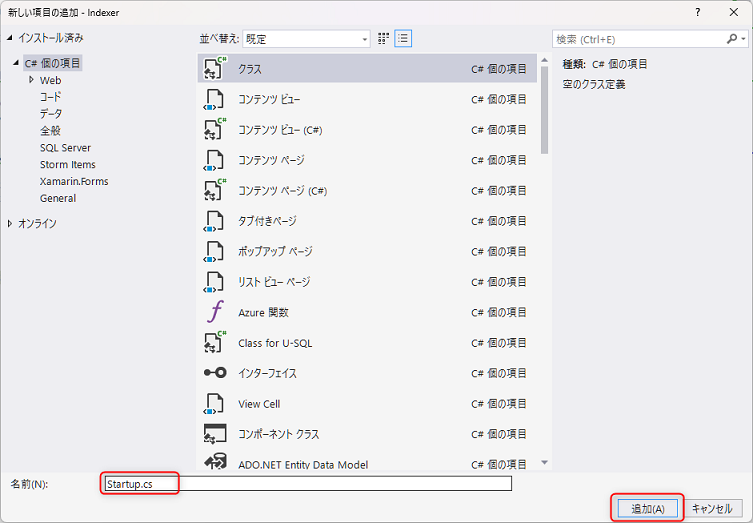 新しい項目の追加 - Indexer
インストール済み
C# 個の項目
Web
コード
データ
全般
SQL Server
Storm Items
Xamarin.Forms
General
オンライン
並べ替え: 既定
クラス C# 個の項目
コンテンツ ビュー C# 個の項目
コンテンツ ビュー (C#) C# 個の項目
コンテンツ ページ C# 個の項目
コンテンツ ページ (C#) C# 個の項目
タブ付きページ C# 個の項目
ポップアップ ページ C# 個の項目
リスト ビュー ページ C# 個の項目
Azure 関数 C# 個の項目
Class for U-SQL C# 個の項目
インターフェイス C# 個の項目
View Cell C# 個の項目
コンポーネント クラス C# 個の項目
ADO.NET Entity Data Model C# 個の項目
検索 (Ctrl+E)
種類: C# 個の項目
空のクラス定義
名前(N): Startup.cs
追加(A) キャンセル